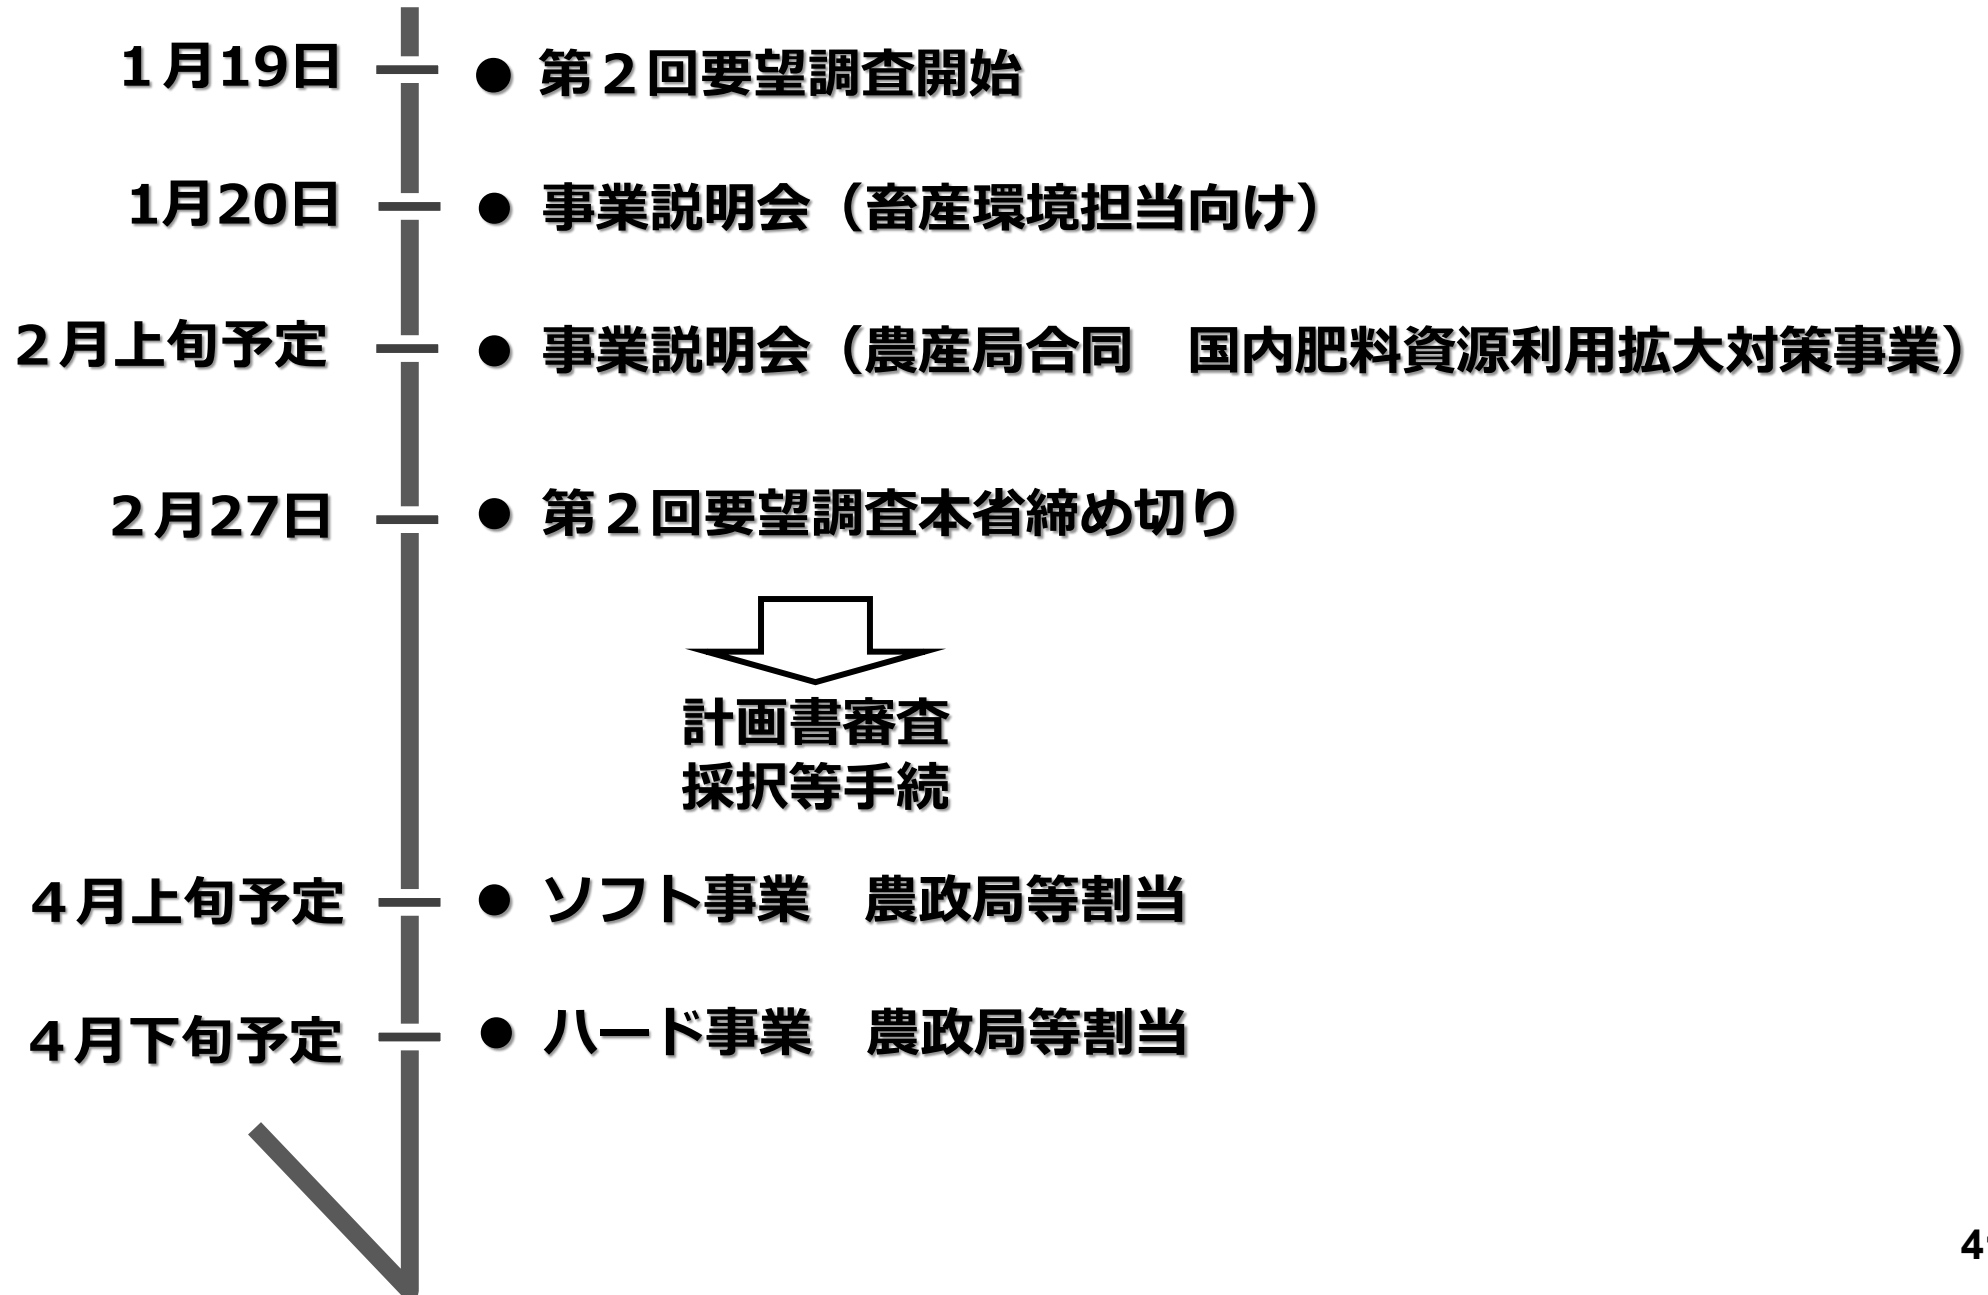 １月19日 ● 第２回要望調査開始
1月20日 ● 事業説明会（畜産環境担当向け）
２月上旬予定 ● 事業説明会（農産局合同　国内肥料資源利用拡大対策事業）
２月27日 ● 第２回要望調査本省締め切り
計画書審査
採択等手続
４月上旬予定 ● ソフト事業　農政局等割当
４月下旬予定 ● ハード事業　農政局等割当